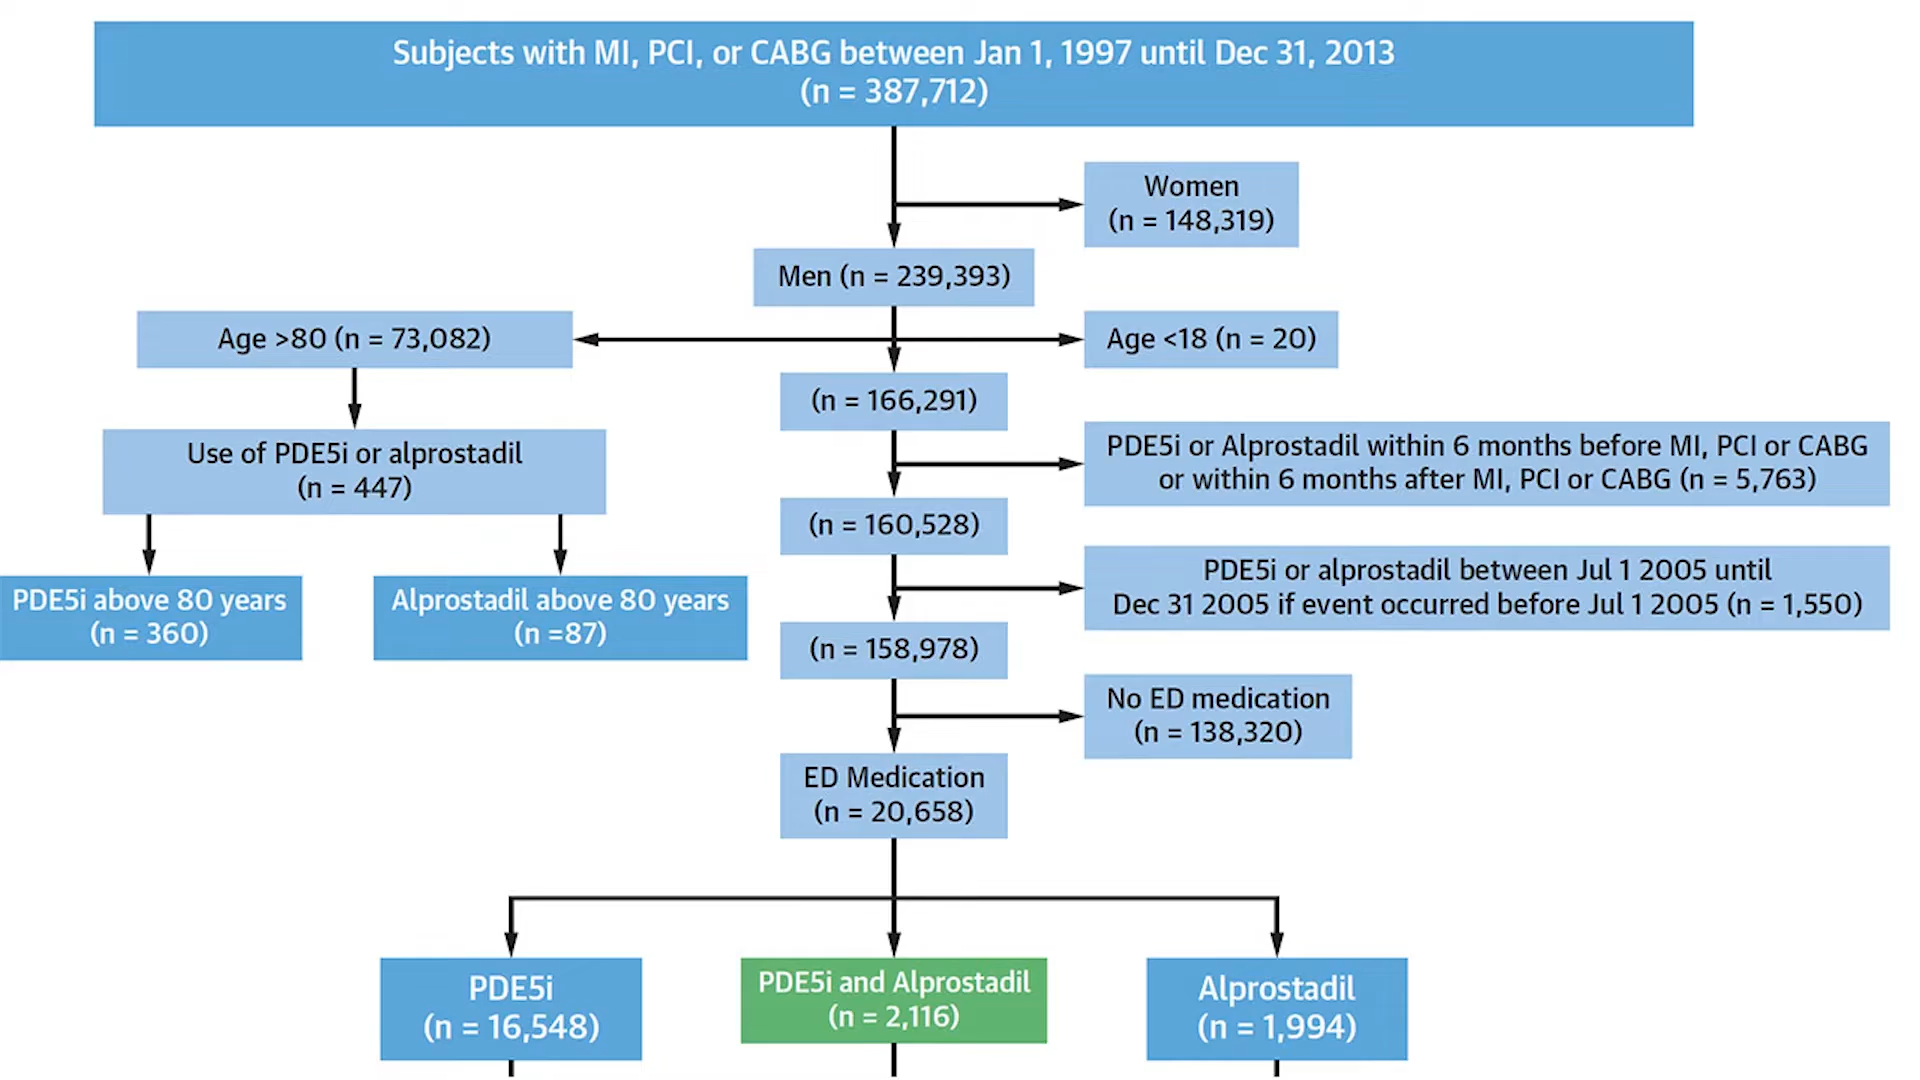 Subjects with MI, PCI, or CABG between Jan 1, 1997 until Dec 31, 2013
(n = 387,712)
Women
(n = 148,319)
Men (n = 239,393)
Age >80 (n = 73,082)
Age <18 (n = 20)
(n = 166,291)
Use of PDE5i or alprostadil
(n = 447)
PDE5i or Alprostadil within 6 months before MI, PCI or CABG
or within 6 months after MI, PCI or CABG (n = 5,763)
(n = 160,528)
PDE5i above 80 years
(n = 360)
Alprostadil above 80 years
(n =87)
PDE5i or alprostadil between Jul 1 2005 until
Dec 31 2005 if event occurred before Jul 1 2005 (n = 1,550)
(n = 158,978)
No ED medication
(n = 138,320)
ED Medication
(n = 20,658)
PDE5i
(n = 16,548)
PDE5i and Alprostadil
(n = 2,116)
Alprostadil
(n = 1,994)